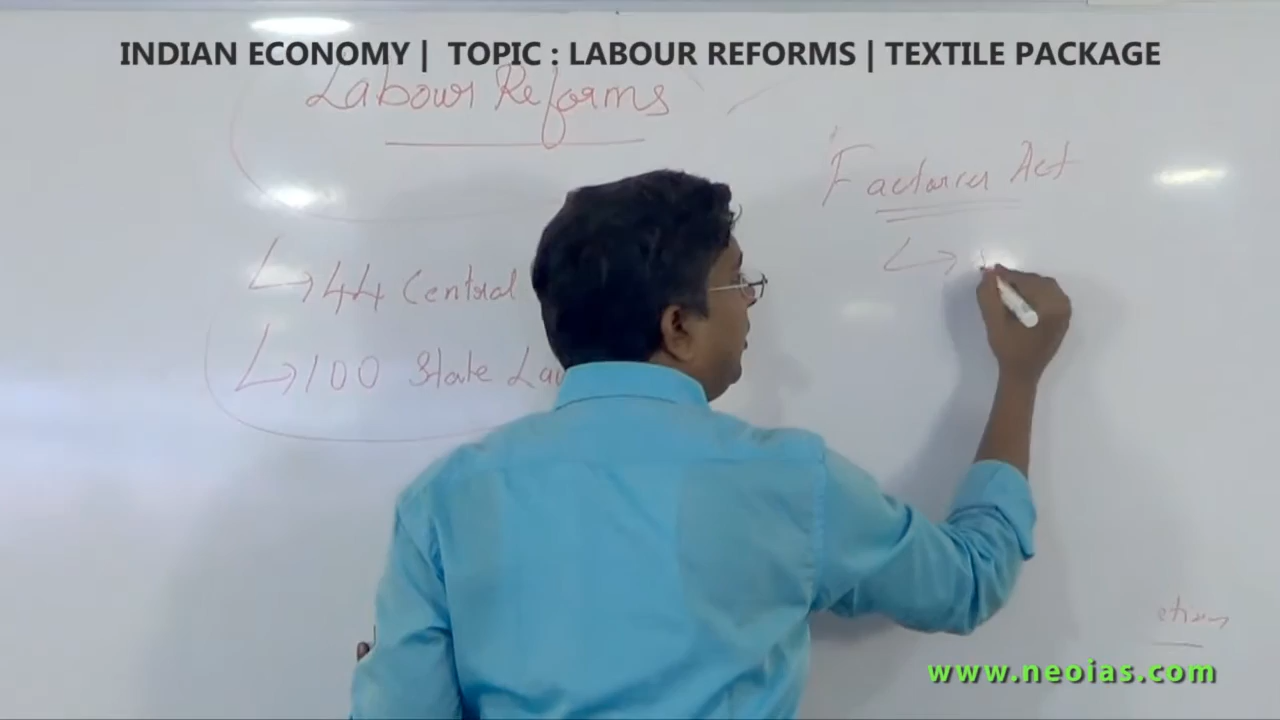 INDIAN ECONOMY | TOPIC : LABOUR REFORMS | TEXTILE PACKAGE
Labour Reforms
Factories Act
44 Central
100 State
www.neoias.com